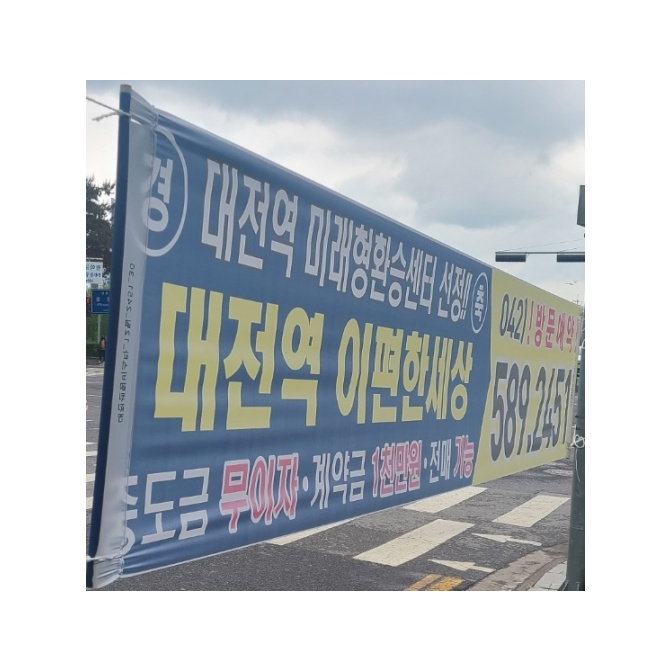 경 대전역 미래형환승센터 선정!! 축
대전역 이편한세상
중도금 무이자·계약금 1천만원·전매 가능
042) ! 방문예약
589.2451